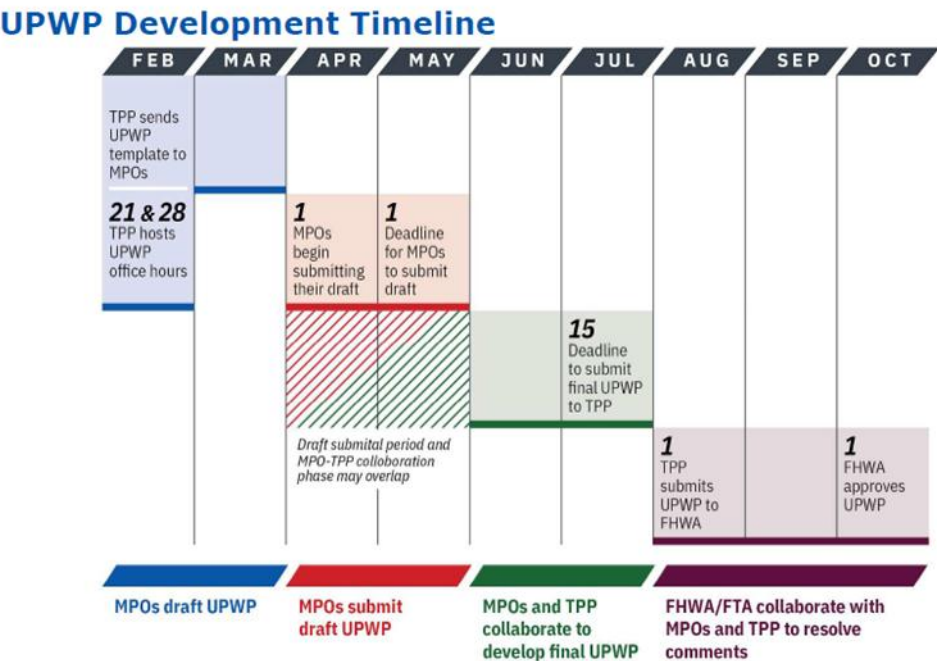 UPWP Development Timeline
FEB MAR APR MAY JUN JUL AUG SEP OCT
TPP sends
UPWP
template to
MPOs
21 & 28
TPP hosts
UPWP
office hours
1
MPOs
begin
submitting
their draft
1
Deadline
for MPOs
to submit
draft
15
Deadline
to submit
final UPWP
to TPP
Draft submital period and
MPO-TPP colloboration
phase may overlap
1
TPP
submits
UPWP to
FHWA
1
FHWA
approves
UPWP
MPOs draft UPWP
MPOs submit
draft UPWP
MPOs and TPP
collaborate to
develop final UPWP
FHWA/FTA collaborate with
MPOs and TPP to resolve
comments